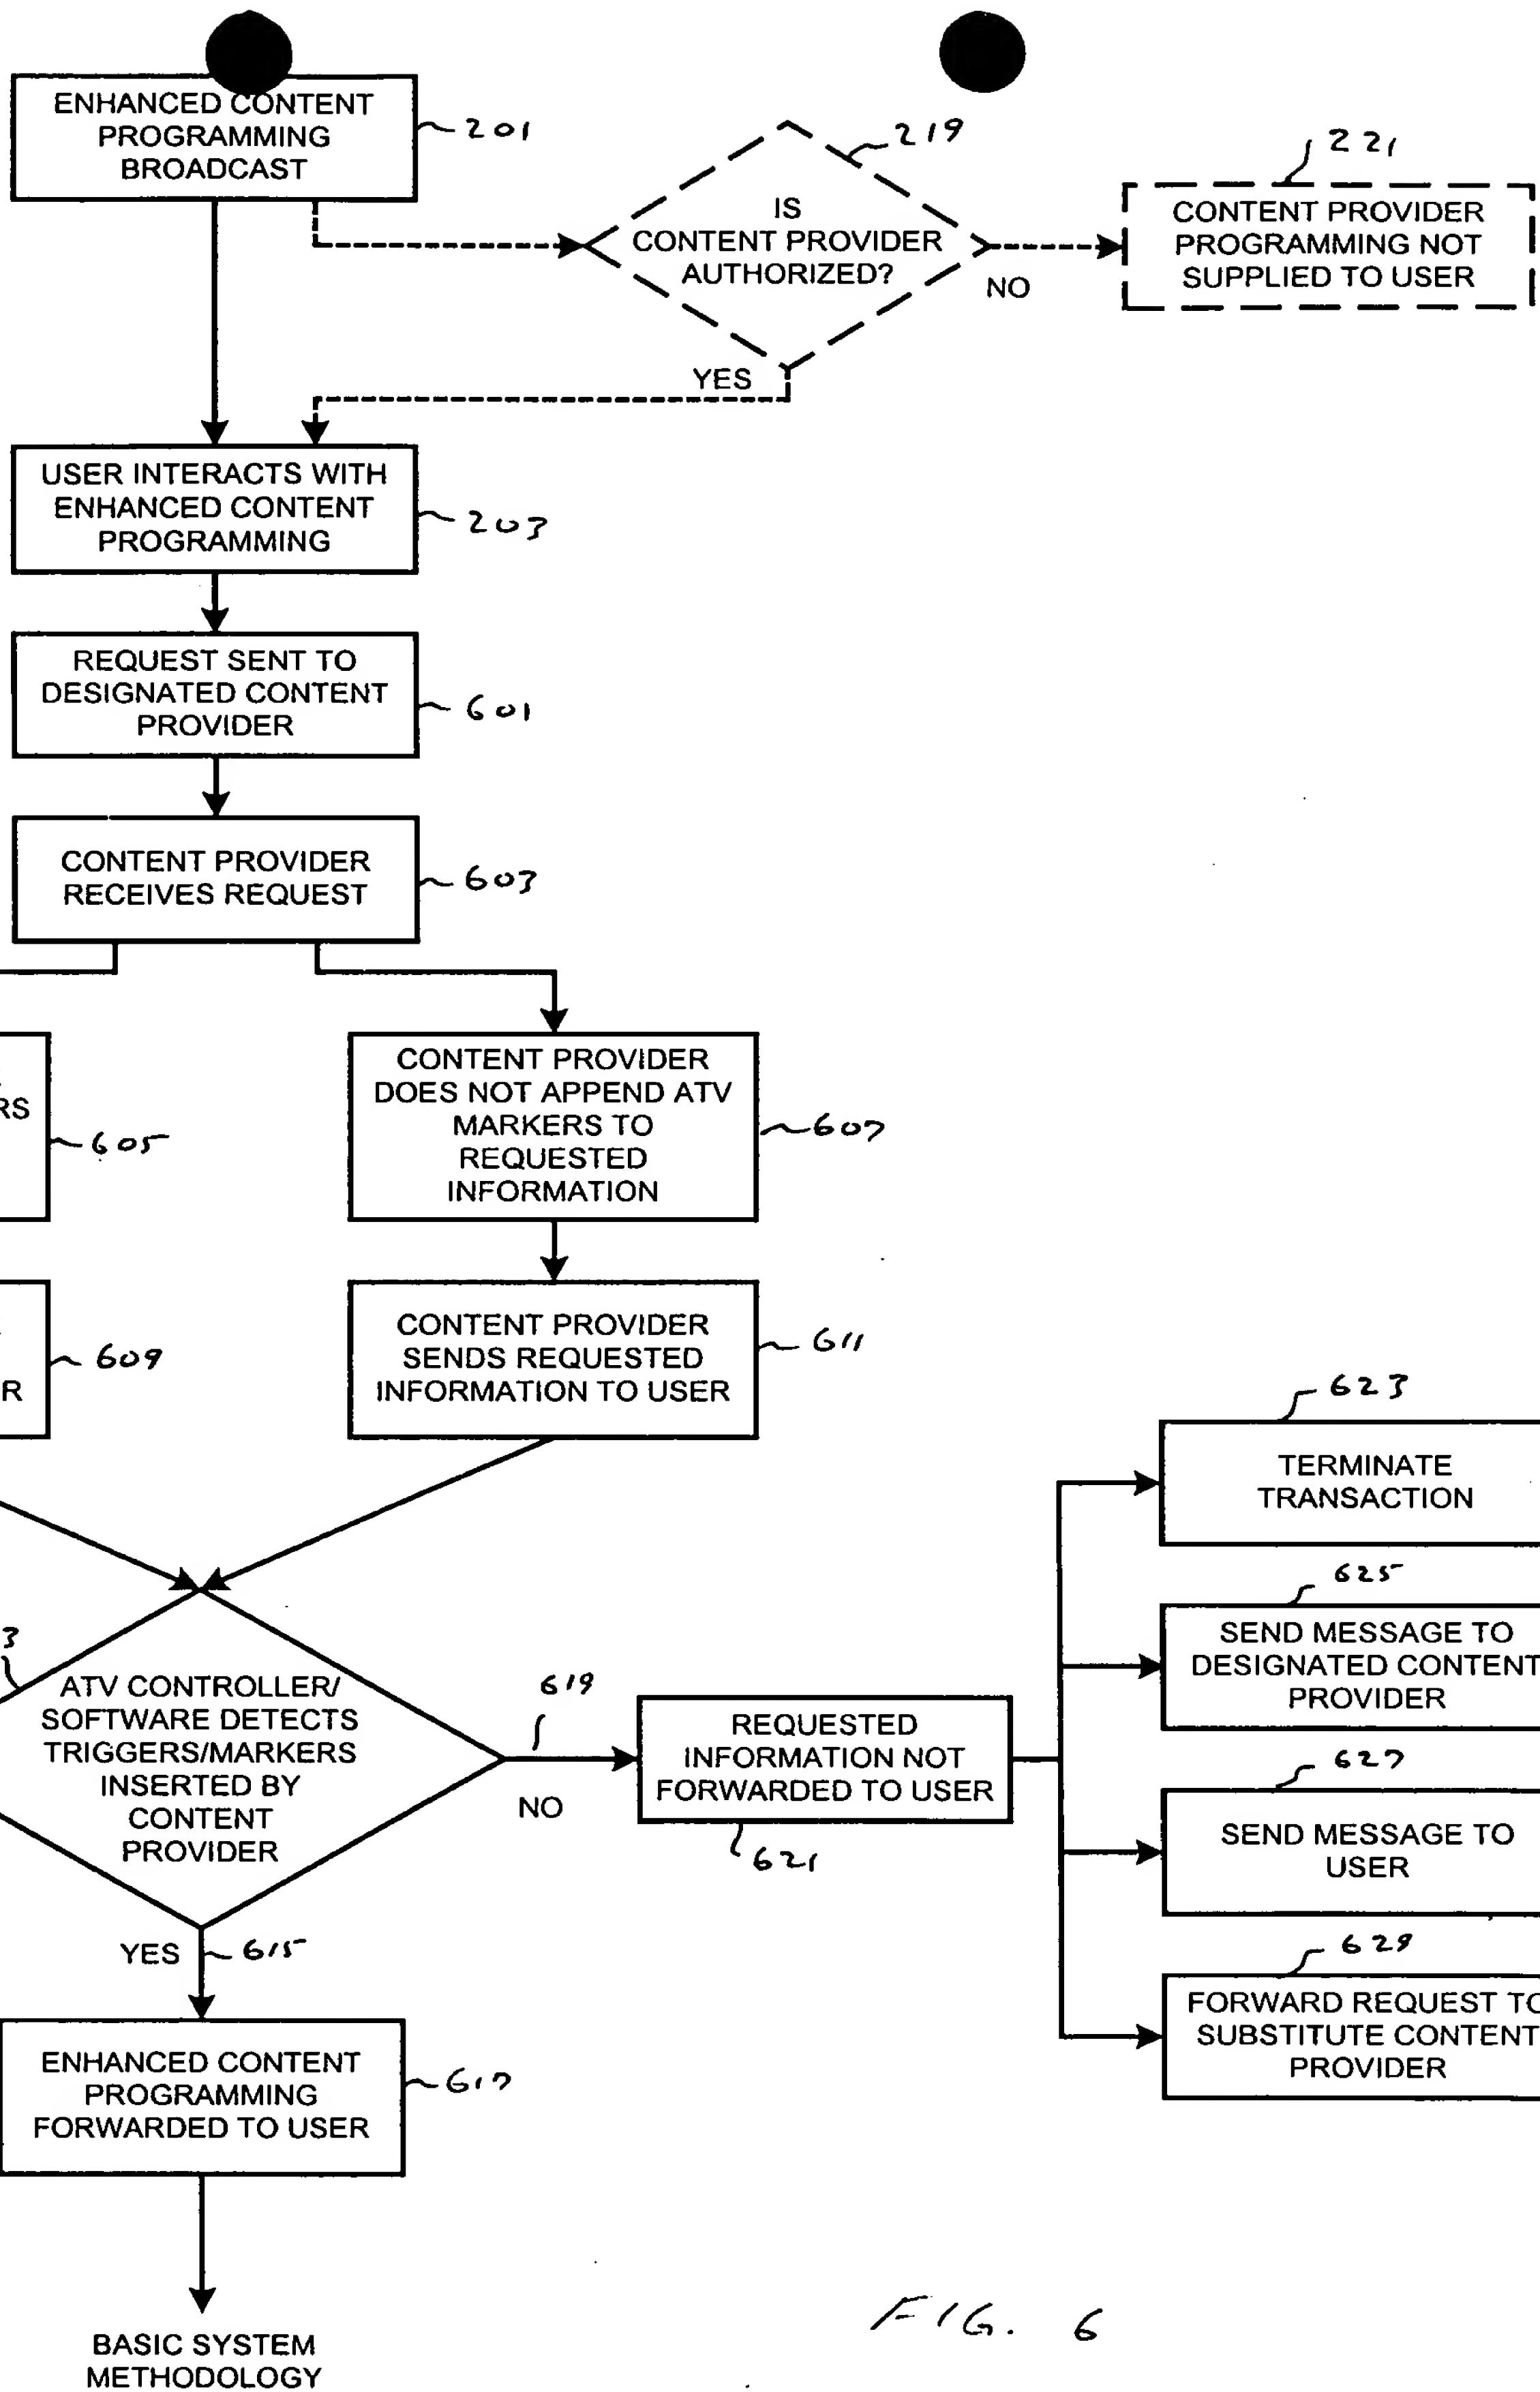 ENHANCED CONTENT
PROGRAMMING
BROADCAST
201
219
IS
CONTENT PROVIDER
AUTHORIZED?
NO
YES
221
CONTENT PROVIDER
PROGRAMMING NOT
SUPPLIED TO USER
USER INTERACTS WITH
ENHANCED CONTENT
PROGRAMMING
203
REQUEST SENT TO
DESIGNATED CONTENT
PROVIDER
601
CONTENT PROVIDER
RECEIVES REQUEST
603
RS
605
CONTENT PROVIDER
DOES NOT APPEND ATV
MARKERS TO
REQUESTED
INFORMATION
607
R
609
CONTENT PROVIDER
SENDS REQUESTED
INFORMATION TO USER
611
3
ATV CONTROLLER/
SOFTWARE DETECTS
TRIGGERS/MARKERS
INSERTED BY
CONTENT
PROVIDER
619
NO
REQUESTED
INFORMATION NOT
FORWARDED TO USER
621
623
TERMINATE
TRANSACTION
625
SEND MESSAGE TO
DESIGNATED CONTENT
PROVIDER
627
SEND MESSAGE TO
USER
629
FORWARD REQUEST TO
SUBSTITUTE CONTENT
PROVIDER
YES
615
ENHANCED CONTENT
PROGRAMMING
FORWARDED TO USER
617
BASIC SYSTEM
METHODOLOGY
FIG. 6